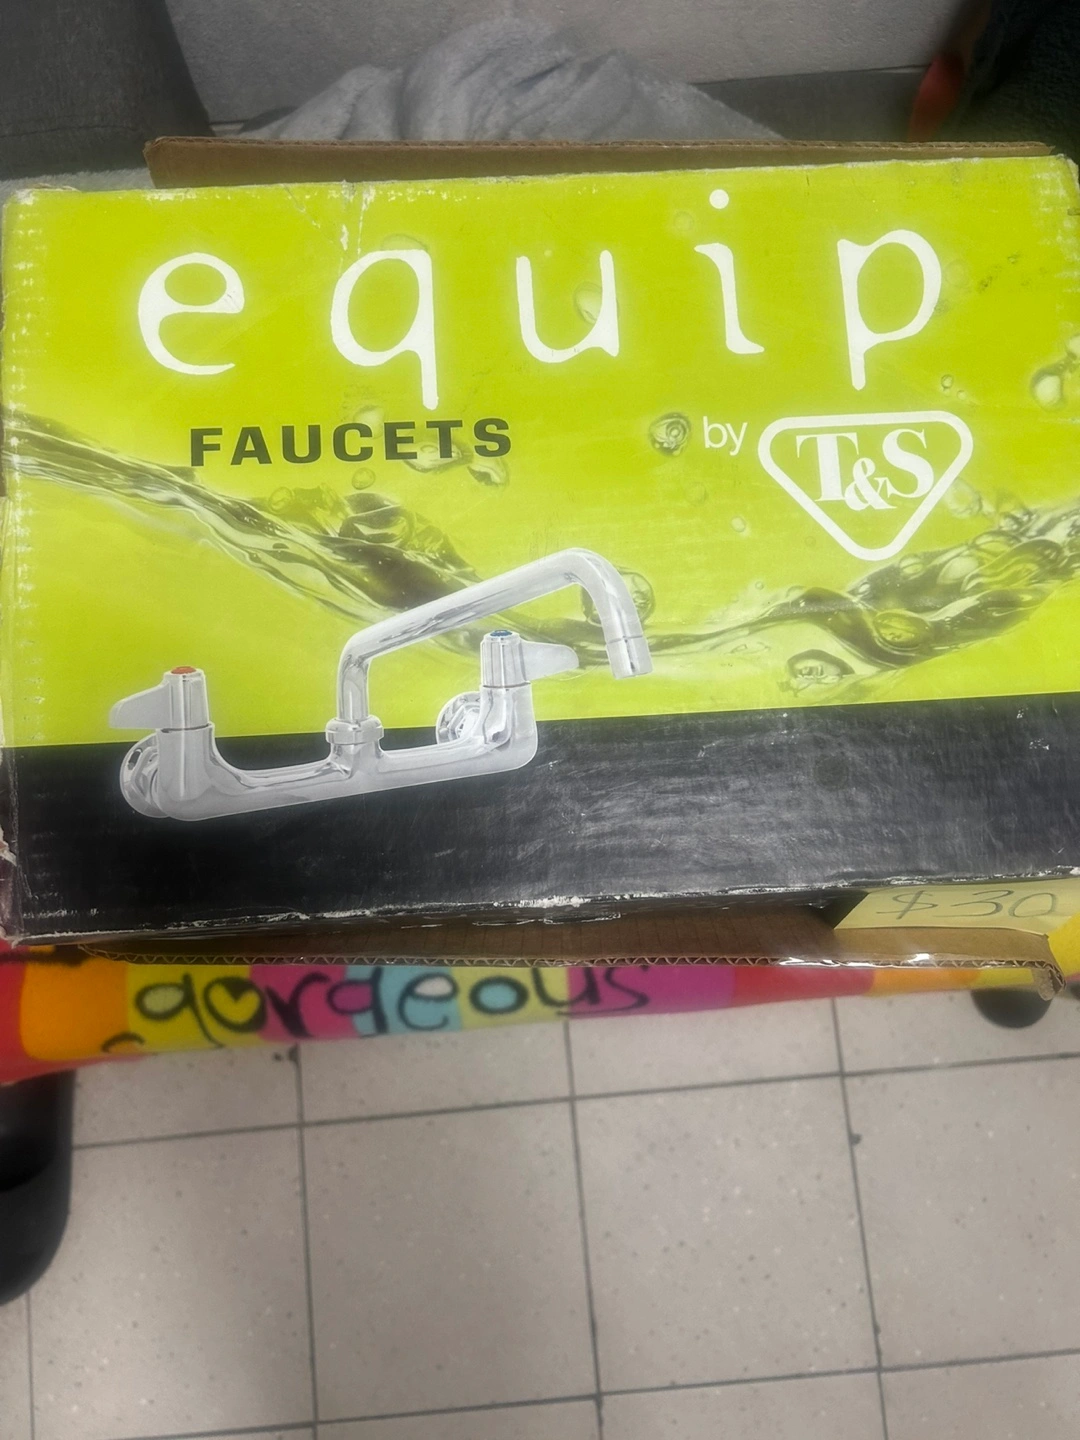 equip
FAUCETS
by T&S
$30
gorgeous